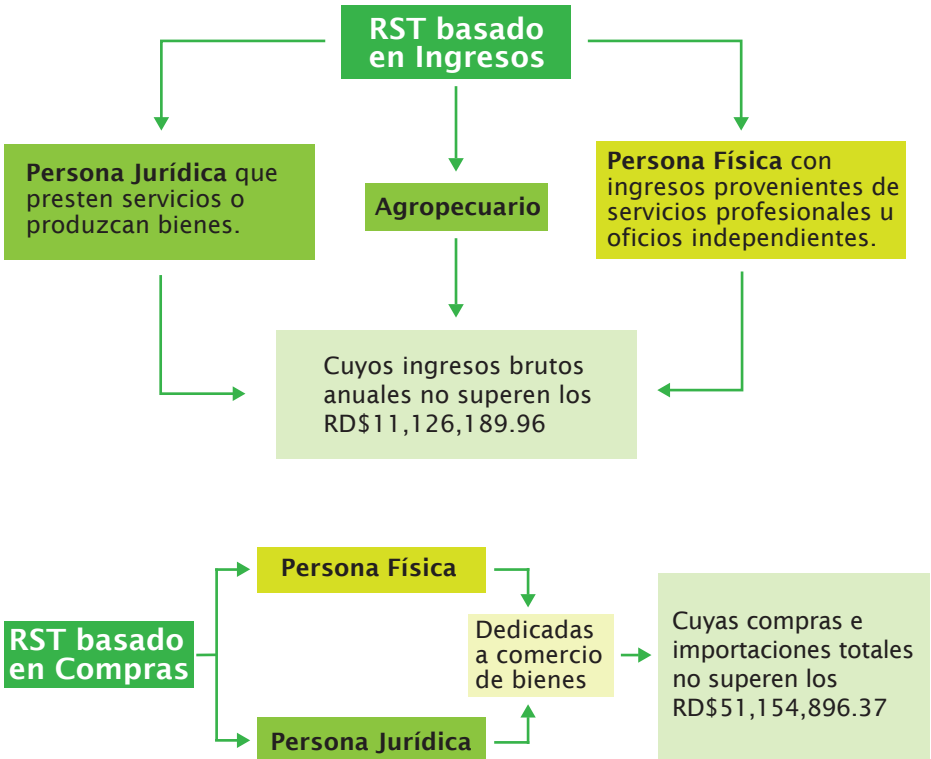 RST basado
en Ingresos
Persona Jurídica que
presten servicios o
produzcan bienes.
Agropecuario
Persona Física con
ingresos provenientes de
servicios profesionales u
oficios independientes.
Cuyos ingresos brutos
anuales no superen los
RD$11,126,189.96
RST basado
en Compras
Persona Física
Persona Jurídica
Dedicadas
a comercio
de bienes
Cuyas compras e
importaciones totales
no superen los
RD$51,154,896.37